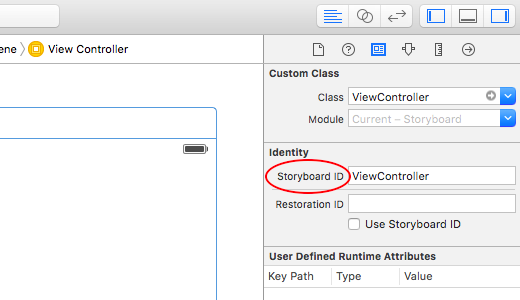 ene 〉 View Controller
Custom Class
Class ViewController
Module Current – Storyboard
Identity
Storyboard ID ViewController
Restoration ID
Use Storyboard ID
User Defined Runtime Attributes
Key Path Type Value